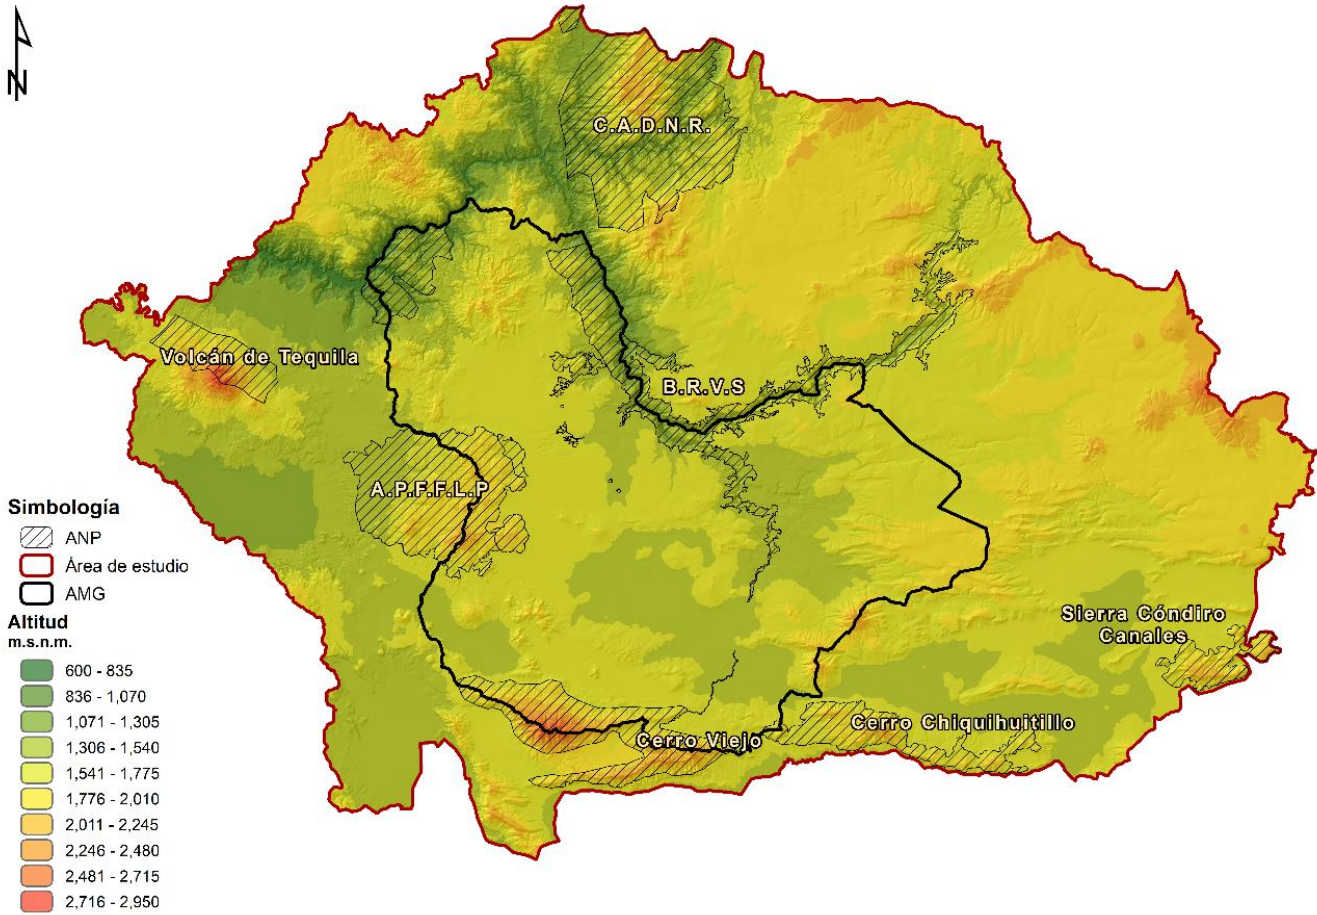 N
C.A.D.N.R.
Volcán de Tequila
B.R.V.S
A.P.F.F.L.P
Simbología
ANP
Área de estudio
AMG
Altitud
m.s.n.m.
600 - 835
836 - 1,070
1,071 - 1,305
1,306 - 1,540
1,541 - 1,775
1,776 - 2,010
2,011 - 2,245
2,246 - 2,480
2,481 - 2,715
2,716 - 2,950
Sierra Cóndiro
Canales
Cerro Chiquihuitillo
Cerro Viejo